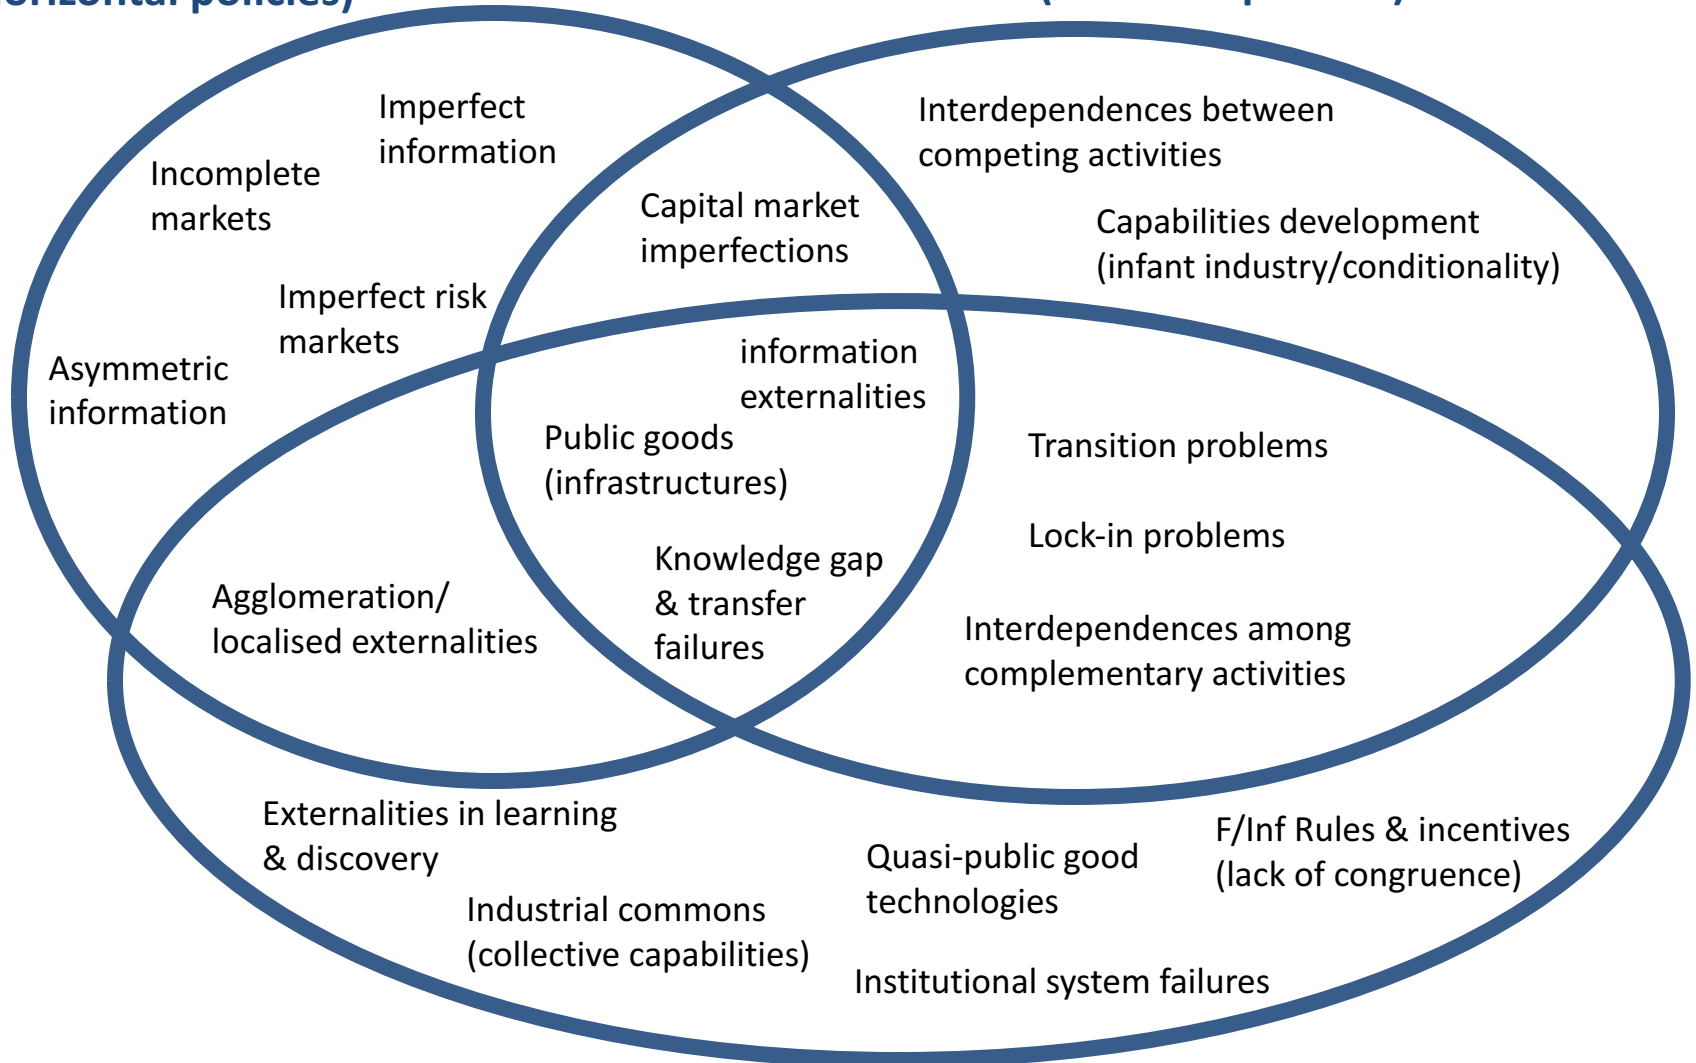 horizontal policies)
Imperfect
information
Incomplete
markets
Imperfect risk
markets
Asymmetric
information
Capital market
imperfections
Interdependences between
competing activities
Capabilities development
(infant industry/conditionality)
information
externalities
Public goods
(infrastructures)
Knowledge gap
& transfer
failures
Agglomeration/
localised externalities
Transition problems
Lock-in problems
Interdependences among
complementary activities
Externalities in learning
& discovery
Industrial commons
(collective capabilities)
Quasi-public good
technologies
F/Inf Rules & incentives
(lack of congruence)
Institutional system failures